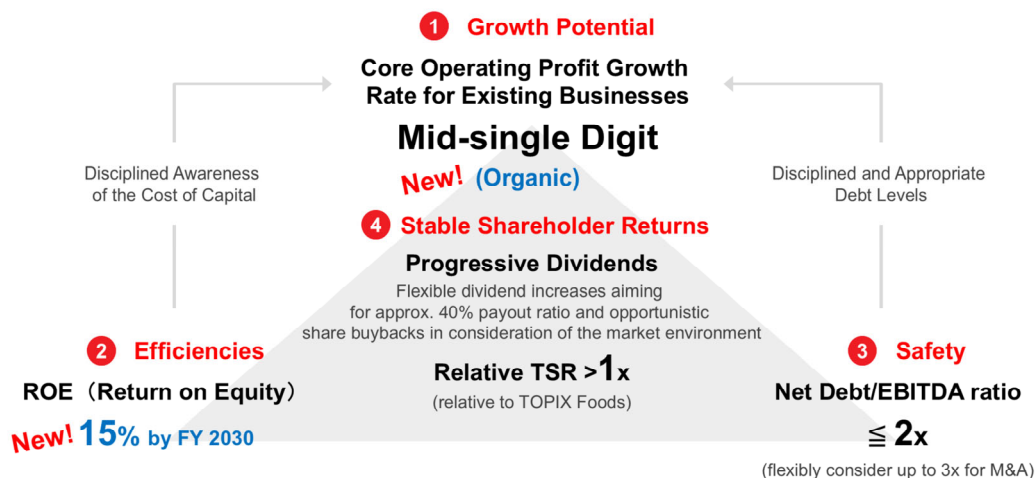 1 Growth Potential
Core Operating Profit Growth
Rate for Existing Businesses
Mid-single Digit
New! (Organic)
Disciplined Awareness
of the Cost of Capital
Disciplined and Appropriate
Debt Levels
4 Stable Shareholder Returns
Progressive Dividends
Flexible dividend increases aiming
for approx. 40% payout ratio and opportunistic
share buybacks in consideration of the market environment
Relative TSR >1x
(relative to TOPIX Foods)
2 Efficiencies
ROE（Return on Equity）
New! 15% by FY 2030
3 Safety
Net Debt/EBITDA ratio
≦ 2x
(flexibly consider up to 3x for M&A)